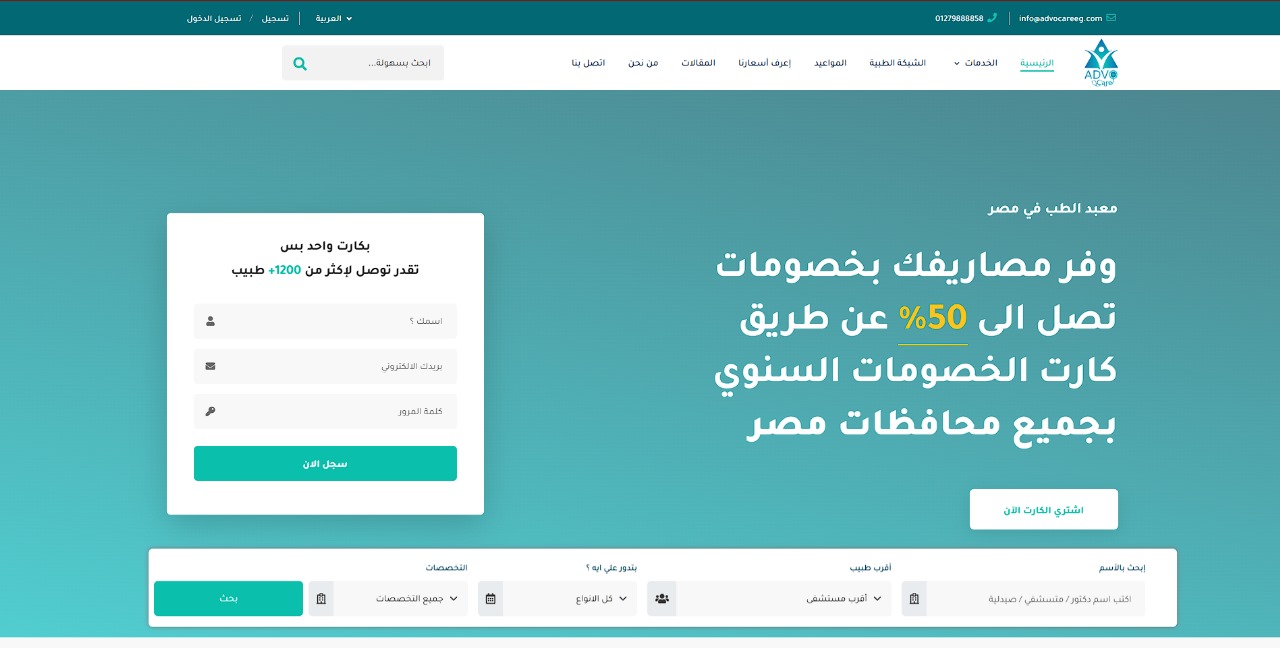 info@advocareeg.com
01279888858
العربية
تسجيل / تسجيل الدخول
ADVO
Care
الرئيسية
الخدمات
الشبكة الطبية
المواعيد
إعرف أسعارنا
المقالات
من نحن
اتصل بنا
ابحث بسهولة...
معبد الطب في مصر
وفر مصاريفك بخصومات
تصل الى 50% عن طريق
كارت الخصومات السنوي
بجميع محافظات مصر
اشتري الكارت الآن
بكارت واحد بس
تقدر توصل لإكثر من 1200+ طبيب
اسمك ؟
بريدك الالكتروني
كلمة المرور
سجل الان
إبحث بالأسم
اكتب اسم دكتور / متسشفي / صيدلية
أقرب طبيب
أقرب مستشفى
بتدور علي ايه ؟
كل الانواع
التخصصات
جميع التخصصات
بحث